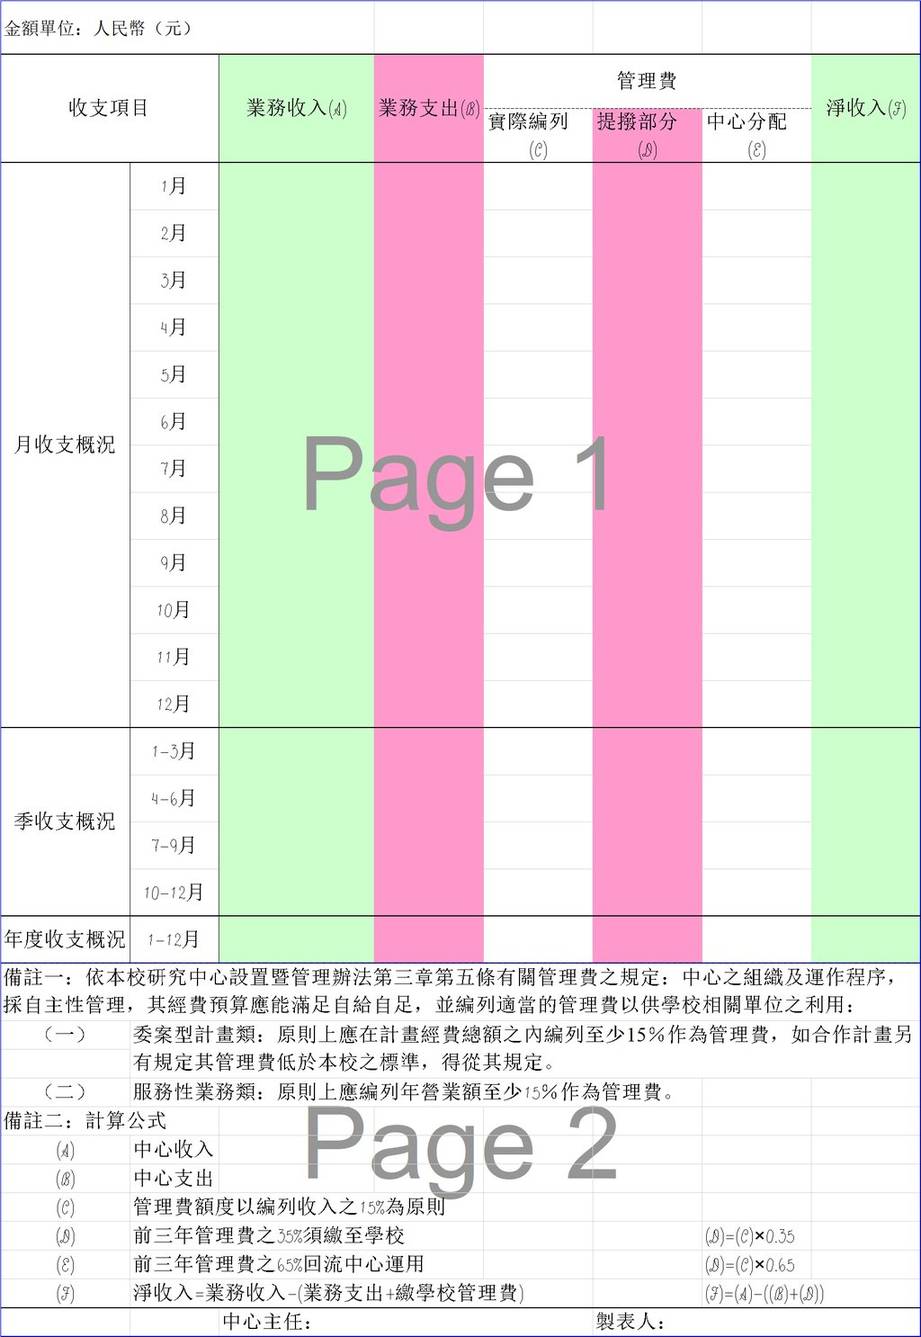 金額單位：人民幣（元）
收支項目
業務收入(A)
業務支出(B)
管理費
實際編列
(C)
提撥部分
(D)
中心分配
(E)
淨收入(F)
月收支概況
1月
2月
3月
4月
5月
6月
7月
8月
9月
10月
11月
12月
Page 1
季收支概況
1-3月
4-6月
7-9月
10-12月
年度收支概況
1-12月
備註一：依本校研究中心設置暨管理辦法第三章第五條有關管理費之規定：中心之組織及運作程序，
採自主性管理，其經費預算應能滿足自給自足，並編列適當的管理費以供學校相關單位之利用：
（一） 委案型計畫類：原則上應在計畫經費總額之內編列至少15%作為管理費，如合作計畫另
有規定其管理費低於本校之標準，得從其規定。
（二） 服務性業務類：原則上應編列年營業額至少15%作為管理費。
備註二：計算公式
Page 2
(A) 中心收入
(B) 中心支出
(C) 管理費額度以編列收入之15%為原則
(D) 前三年管理費之35%須繳至學校 (D)=(C)×0.35
(E) 前三年管理費之65%回流中心運用 (D)=(C)×0.65
(F) 淨收入=業務收入-(業務支出+繳學校管理費) (F)=(A)-((B)+(D))
中心主任： 製表人：